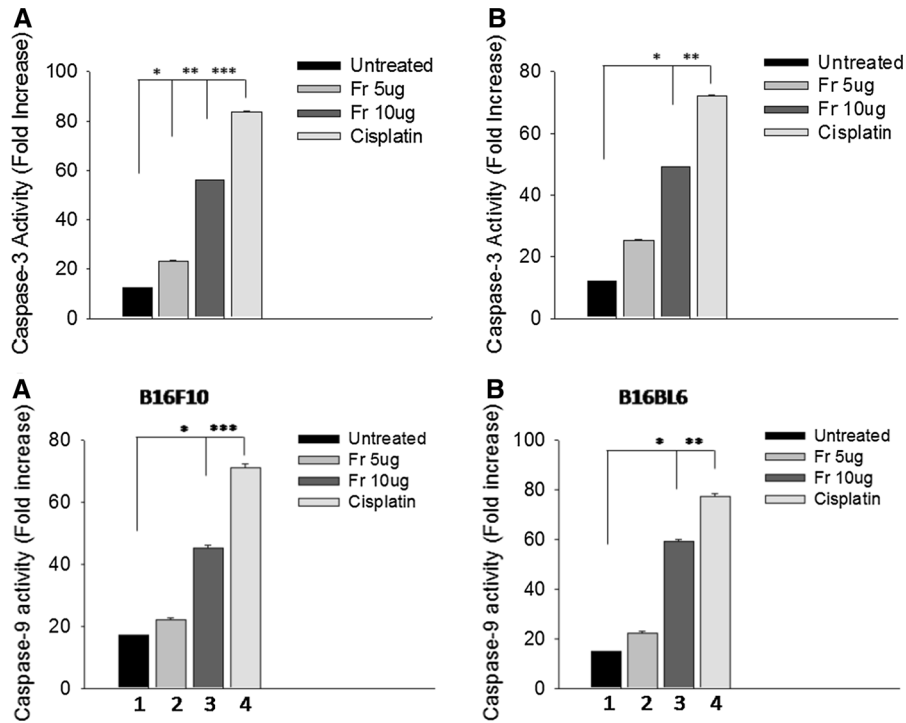 A
Caspase-3 Activity (Fold Increase)
100
80
60
40
20
0
* ** ***
Untreated
Fr 5ug
Fr 10ug
Cisplatin
B
Caspase-3 Activity (Fold Increase)
80
60
40
20
0
* **
Untreated
Fr 5ug
Fr 10ug
Cisplatin
A
B16F10
Caspase-9 activity (Fold increase)
80
60
40
20
0
* ***
Untreated
Fr 5ug
Fr 10ug
Cisplatin
1 2 3 4
B
B16BL6
Caspase-9 activity (Fold increase)
100
80
60
40
20
0
* **
Untreated
Fr 5ug
Fr 10ug
Cisplatin
1 2 3 4